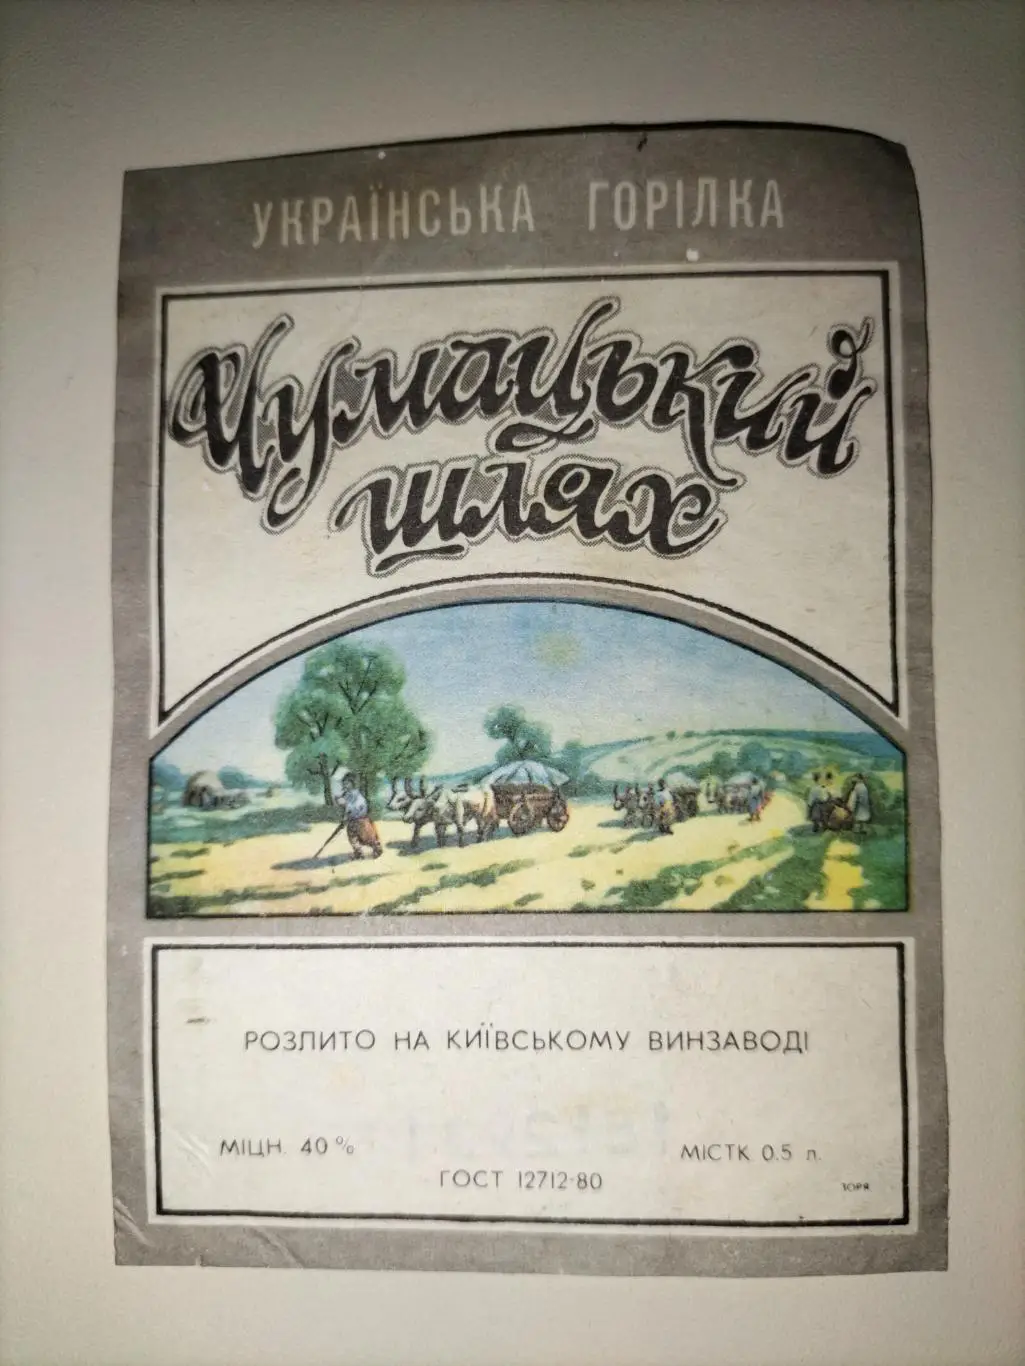 УКРАЇНСЬКА ГОРІЛКА
Чумацький
шлях
РОЗЛИТО НА КИЇВСЬКОМУ ВИНЗАВОДІ
МІЦН. 40%
МІСТК 0.5 л.
ГОСТ 12712-80
ЗОРЯ